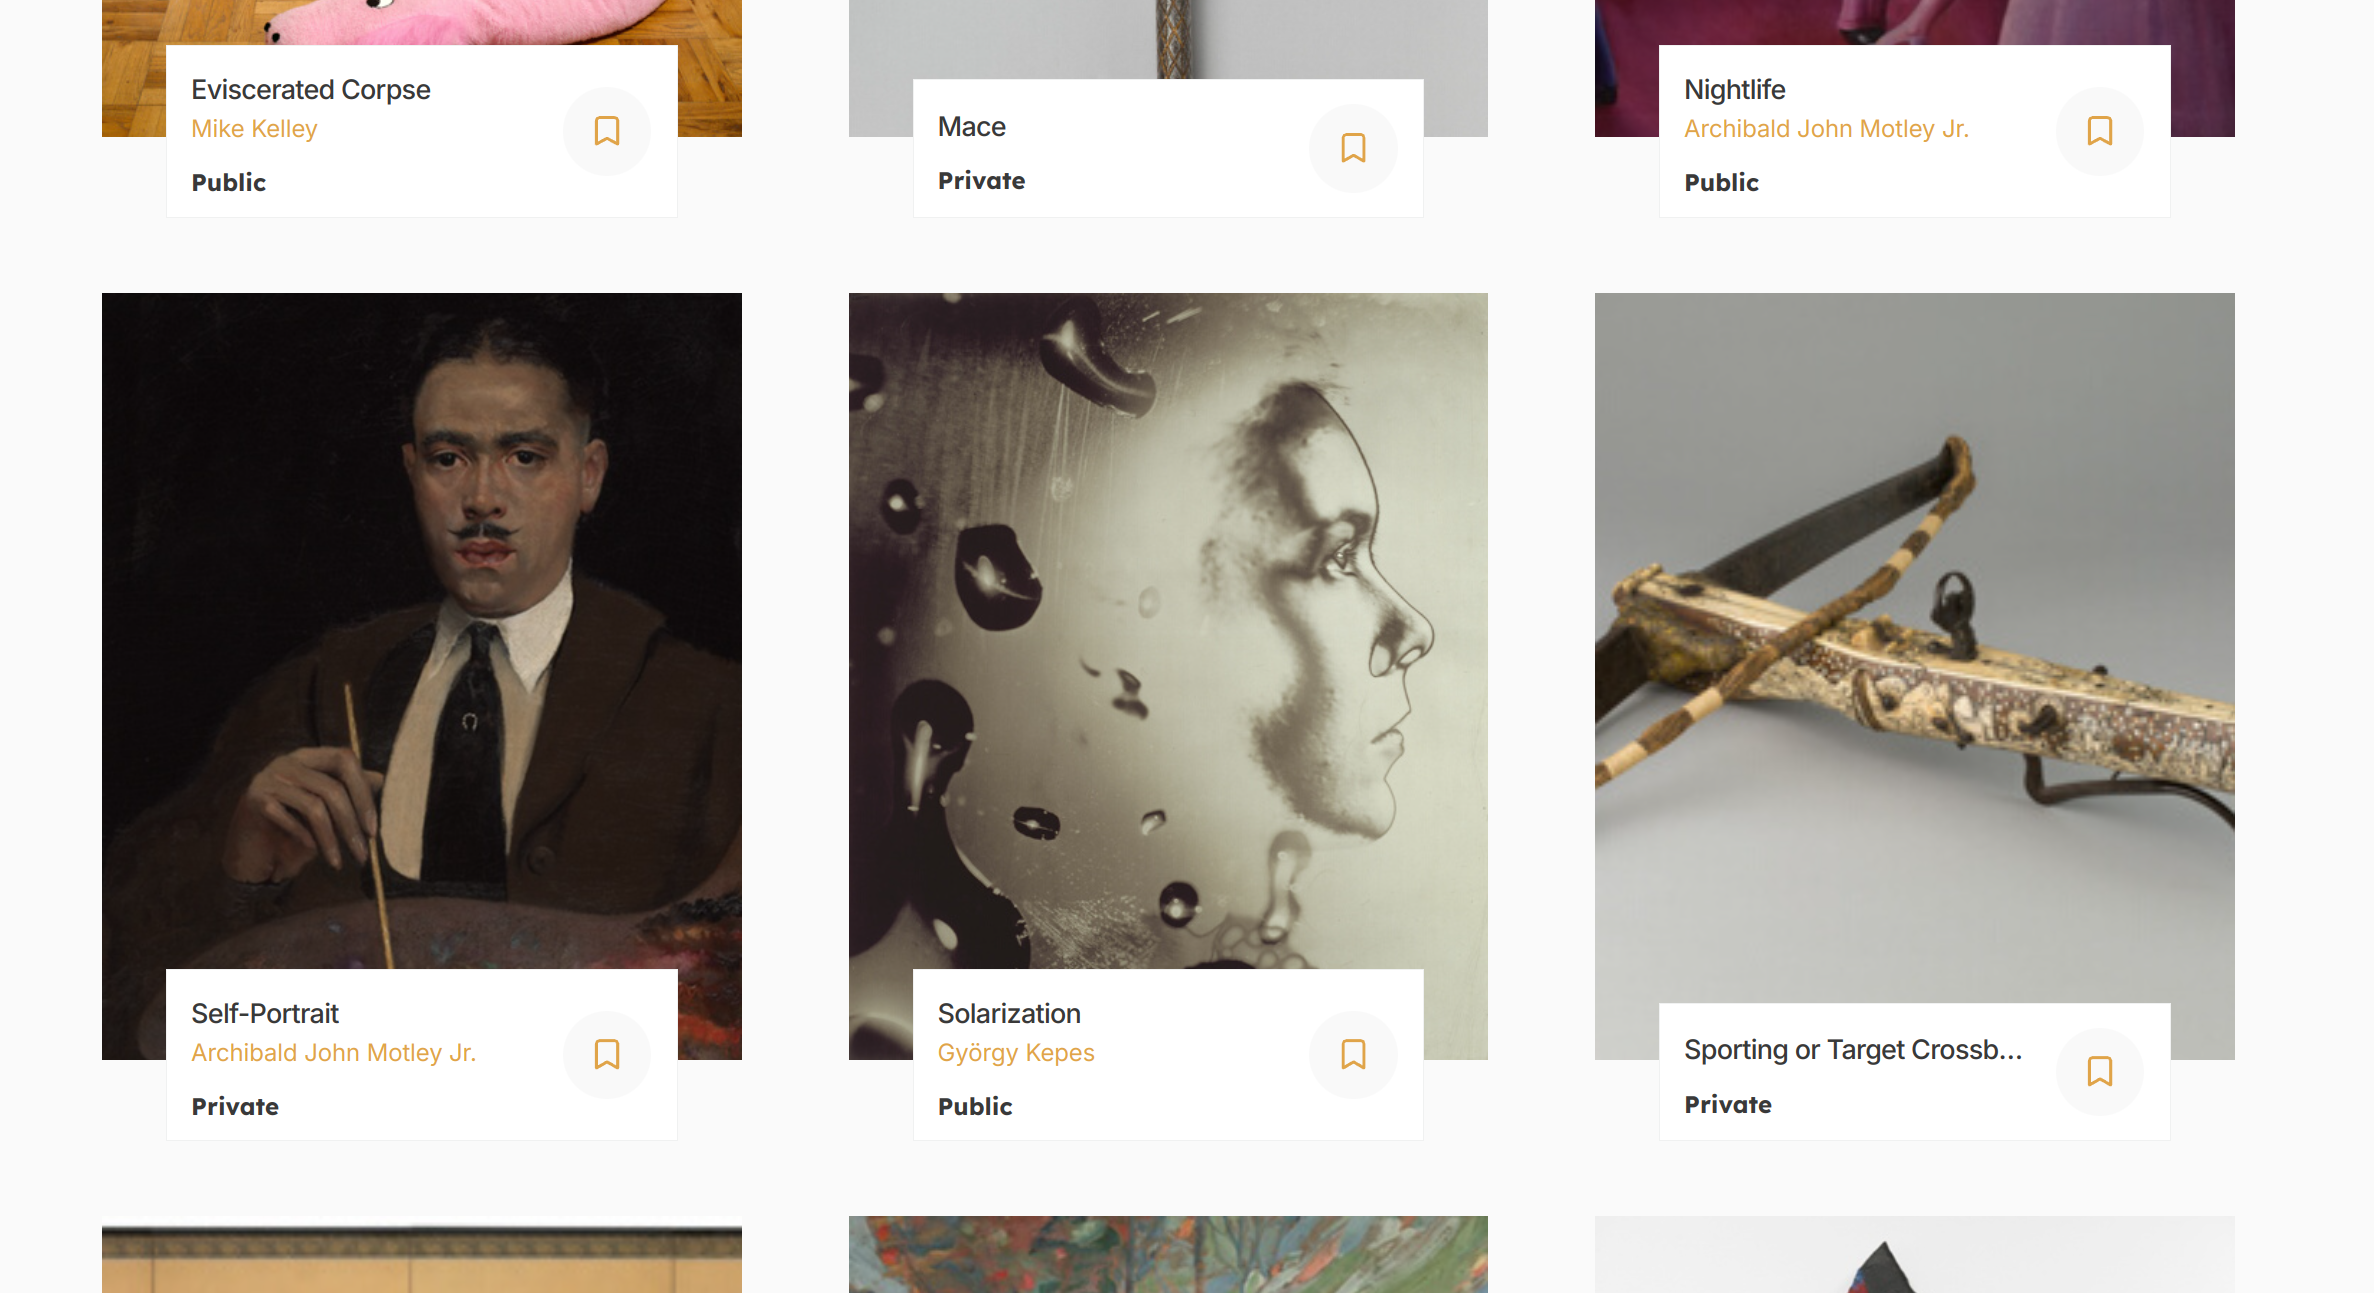 Eviscerated Corpse
Mike Kelley
Public
Mace
Private
Nightlife
Archibald John Motley Jr.
Public
Self-Portrait
Archibald John Motley Jr.
Private
Solarization
György Kepes
Public
Sporting or Target Crossb...
Private